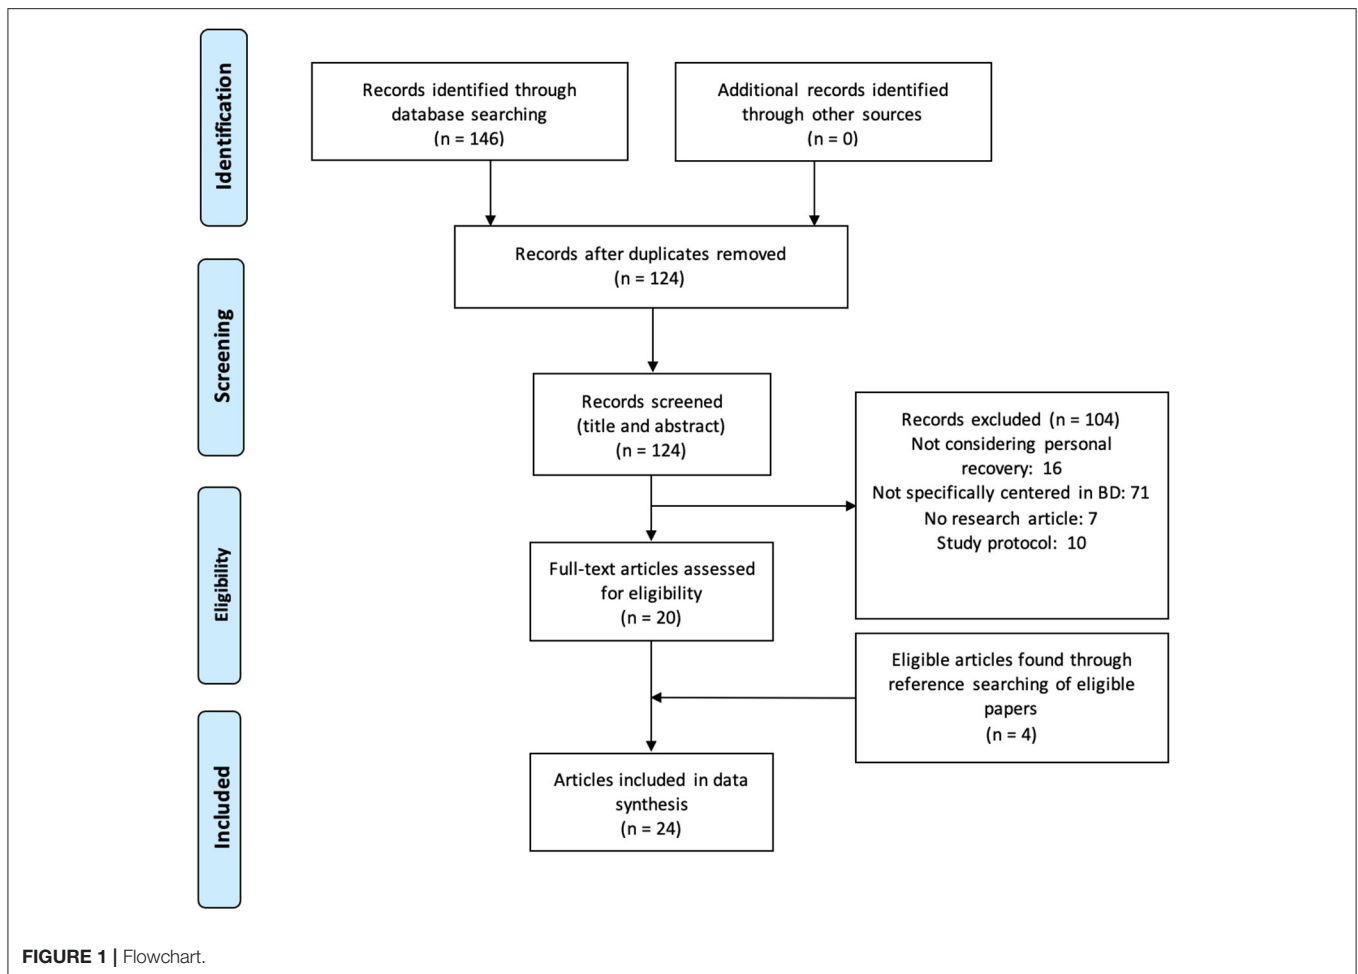 Identification
Records identified through
database searching
(n = 146)
Additional records identified
through other sources
(n = 0)
Records after duplicates removed
(n = 124)
Screening
Records screened
(title and abstract)
(n = 124)
Records excluded (n = 104)
Not considering personal
recovery: 16
Not specifically centered in BD: 71
No research article: 7
Study protocol: 10
Eligibility
Full-text articles assessed
for eligibility
(n = 20)
Eligible articles found through
reference searching of eligible
papers
(n = 4)
Included
Articles included in data
synthesis
(n = 24)
FIGURE 1 | Flowchart.